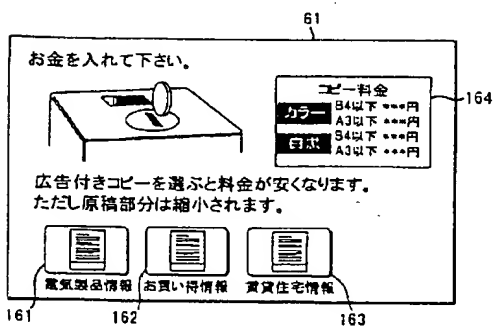 61
お金を入れて下さい。
コピー料金
カラー B4以下 ***円
A3以下 ***円
白黒 B4以下 ***円
A3以下 ***円
164
広告付きコピーを選ぶと料金が安くなります。
ただし原稿部分は縮小されます。
電気製品情報 お買い得情報 賃貸住宅情報
161 162 163